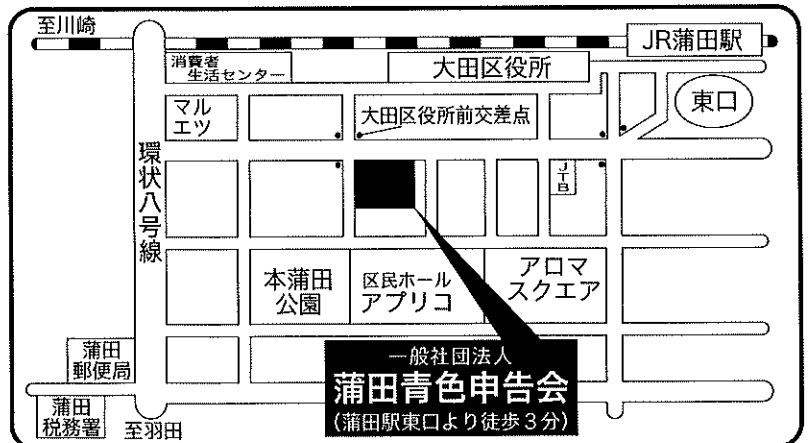 至川崎
JR蒲田駅
消費者
生活センター
大田区役所
東口
マル
エツ
大田区役所前交差点
環状八号線
JTB
本蒲田
公園
区民ホール
アプリコ
アロマ
スクエア
蒲田
郵便局
一般社団法人
蒲田青色申告会
(蒲田駅東口より徒歩3分)
蒲田
税務署
至羽田